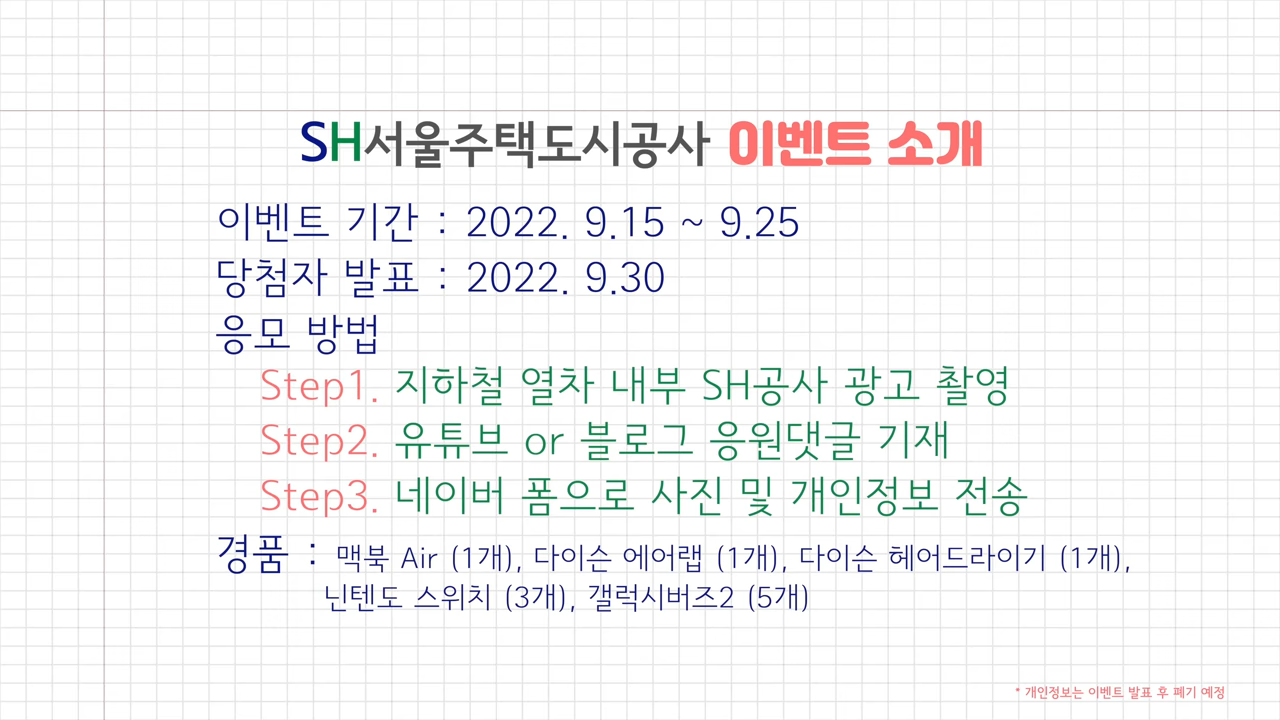 SH서울주택도시공사 이벤트 소개
이벤트 기간 : 2022. 9.15 ~ 9.25
당첨자 발표 : 2022. 9.30
응모 방법
Step1. 지하철 열차 내부 SH공사 광고 촬영
Step2. 유튜브 or 블로그 응원댓글 기재
Step3. 네이버 폼으로 사진 및 개인정보 전송
경품 : 맥북 Air (1개), 다이슨 에어랩 (1개), 다이슨 헤어드라이기 (1개),
닌텐도 스위치 (3개), 갤럭시버즈2 (5개)
* 개인정보는 이벤트 발표 후 폐기 예정